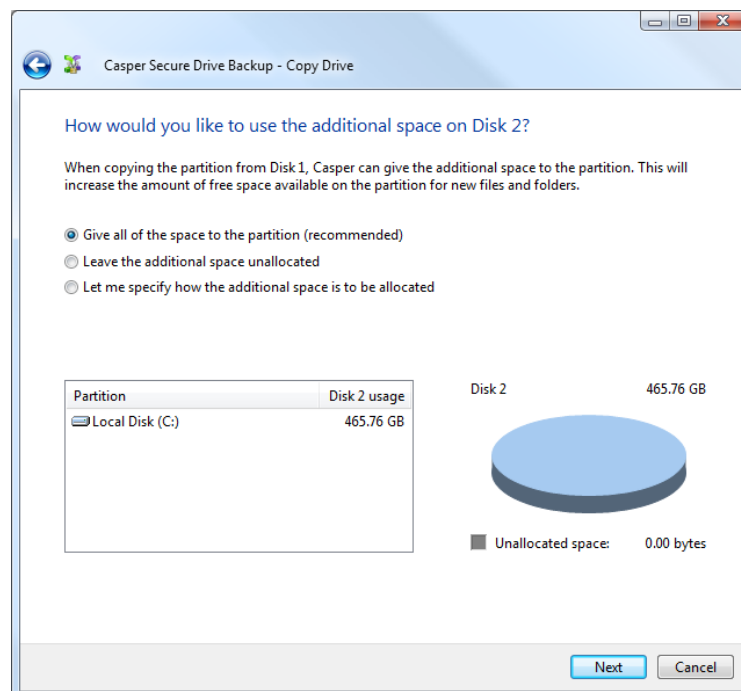 Casper Secure Drive Backup - Copy Drive
How would you like to use the additional space on Disk 2?
When copying the partition from Disk 1, Casper can give the additional space to the partition. This will
increase the amount of free space available on the partition for new files and folders.
Give all of the space to the partition (recommended)
Leave the additional space unallocated
Let me specify how the additional space is to be allocated
Partition Disk 2 usage
Local Disk (C:) 465.76 GB
Disk 2 465.76 GB
Unallocated space: 0.00 bytes
Next Cancel